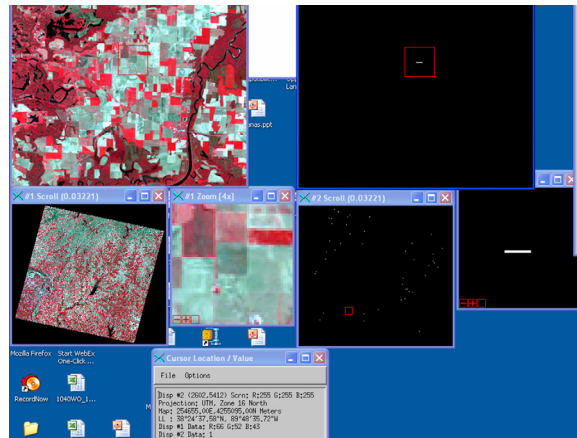 anas.ppt
#1 Scroll (0.03221)
#1 Zoom [4x]
#2 Scroll (0.03221)
Mozilla Firefox
Start WebEx
One-Click....
RecordNow
1040WO_1...
Cursor Location / Value
File Options
Disp #2 (2602,5412) Scrn: R:255 G:255 B:255
Projection: UTM, Zone 16 North
Map: 254655.00E,4255095.00N Meters
LL : 38°24'37.58"N, 89°48'35.72"W
Disp #1 Data: R:66 G:52 B:43
Disp #2 Data: 1